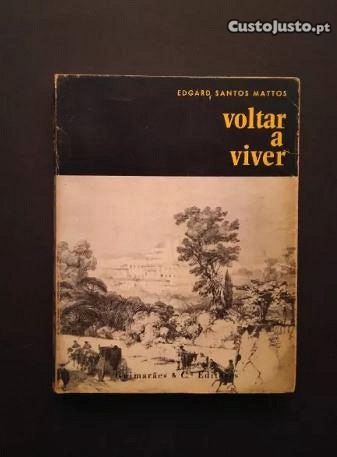 CustoJusto.pt
EDGARD SANTOS MATTOS
voltar
a
viver
Guimarães & C.ª Editores